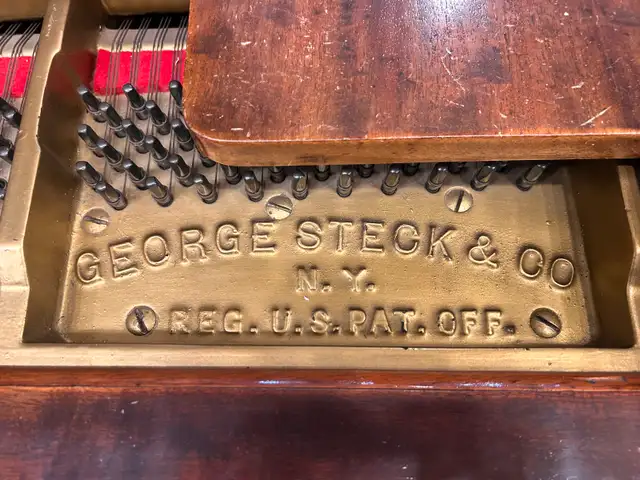 GEORGE STECK & CO
N. Y.
REG. U.S. PAT. OFF.